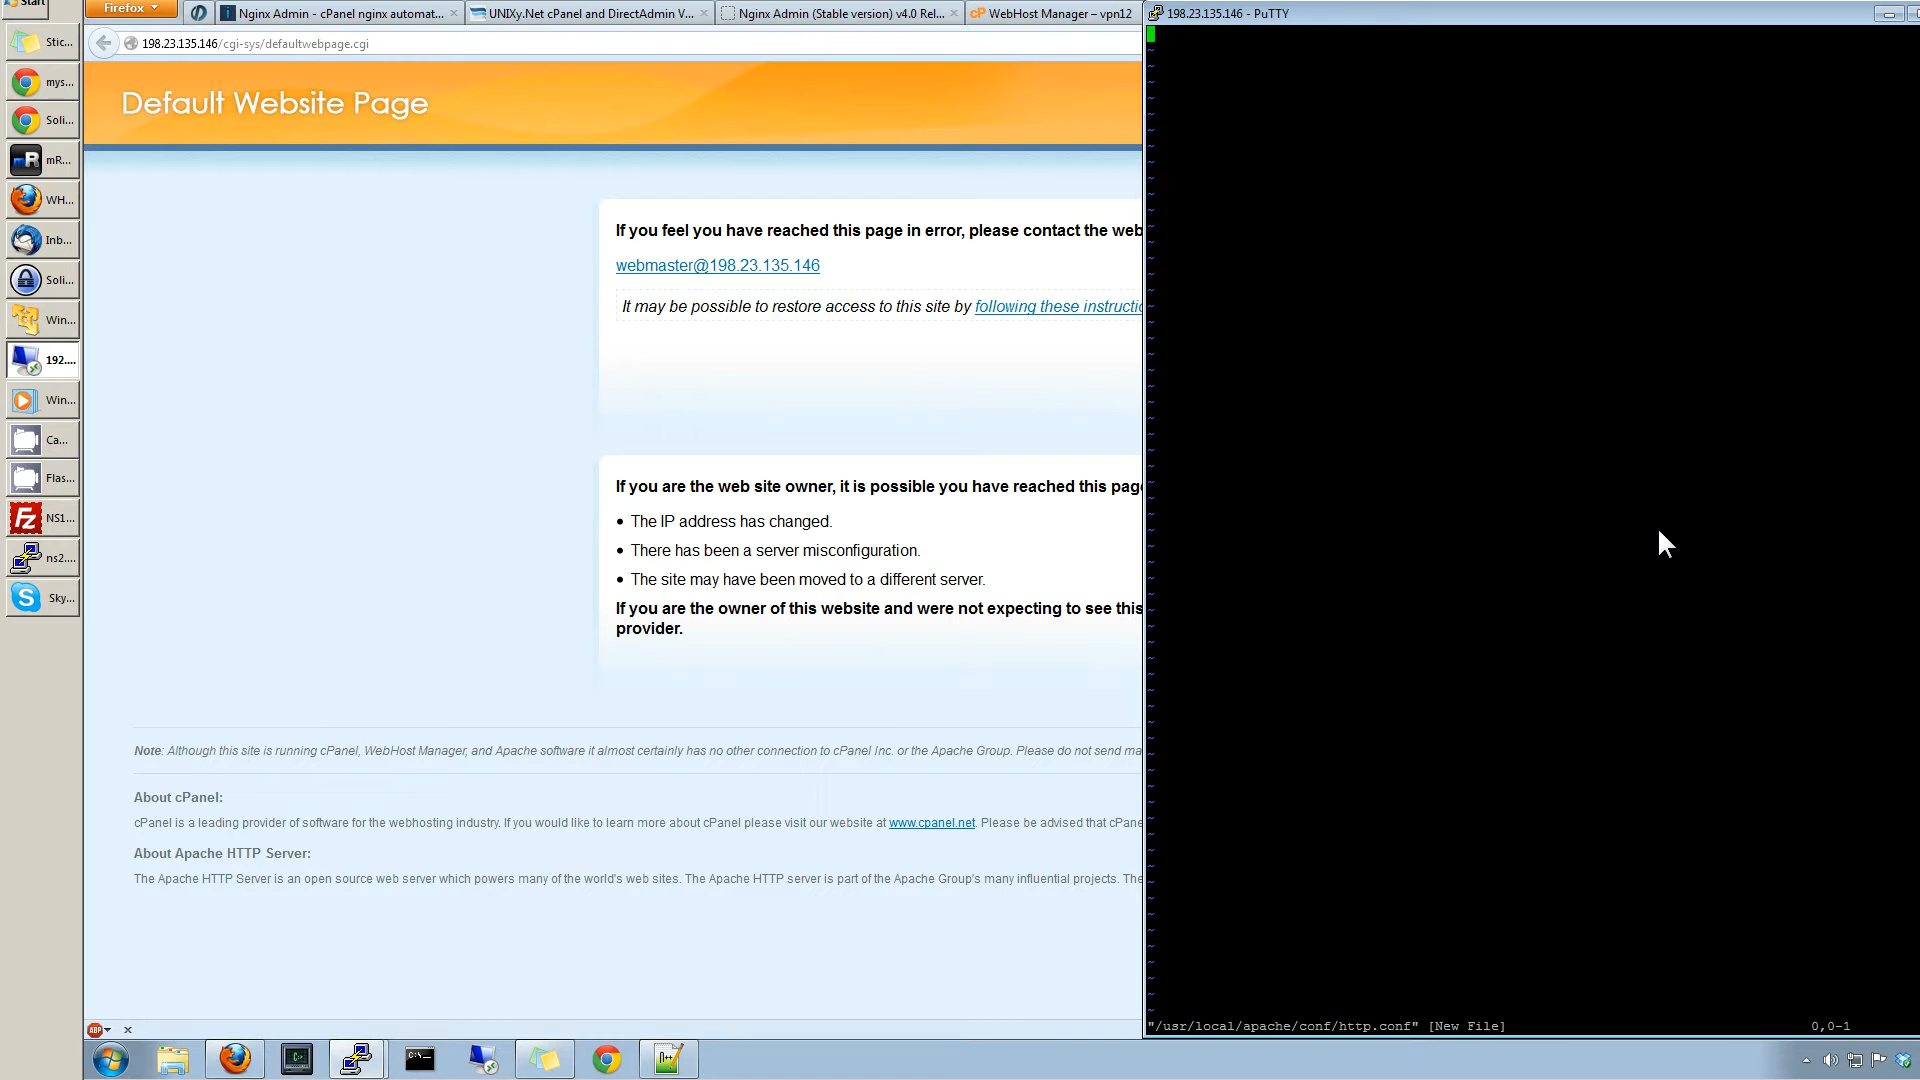 Start
Stic...
mys...
Soli...
mR...
WH...
Inb...
Soli...
Win...
192....
Win...
Ca...
Flas...
NS1...
ns2....
Sky...
Firefox
Nginx Admin - cPanel nginx automat...
UNIXy.Net cPanel and DirectAdmin V...
Nginx Admin (Stable version) v4.0 Rel...
cP WebHost Manager – vpn12
198.23.135.146/cgi-sys/defaultwebpage.cgi
Default Website Page
If you feel you have reached this page in error, please contact the web
webmaster@198.23.135.146
It may be possible to restore access to this site by following these instructio
If you are the web site owner, it is possible you have reached this page
• The IP address has changed.
• There has been a server misconfiguration.
• The site may have been moved to a different server.
If you are the owner of this website and were not expecting to see this
provider.
Note: Although this site is running cPanel, WebHost Manager, and Apache software it almost certainly has no other connection to cPanel Inc. or the Apache Group. Please do not send ma
About cPanel:
cPanel is a leading provider of software for the webhosting industry. If you would like to learn more about cPanel please visit our website at www.cpanel.net. Please be advised that cPane
About Apache HTTP Server:
The Apache HTTP Server is an open source web server which powers many of the world's web sites. The Apache HTTP server is part of the Apache Group's many influential projects. The
ABP
198.23.135.146 - PuTTY
"/usr/local/apache/conf/http.conf" [New File] 0,0-1